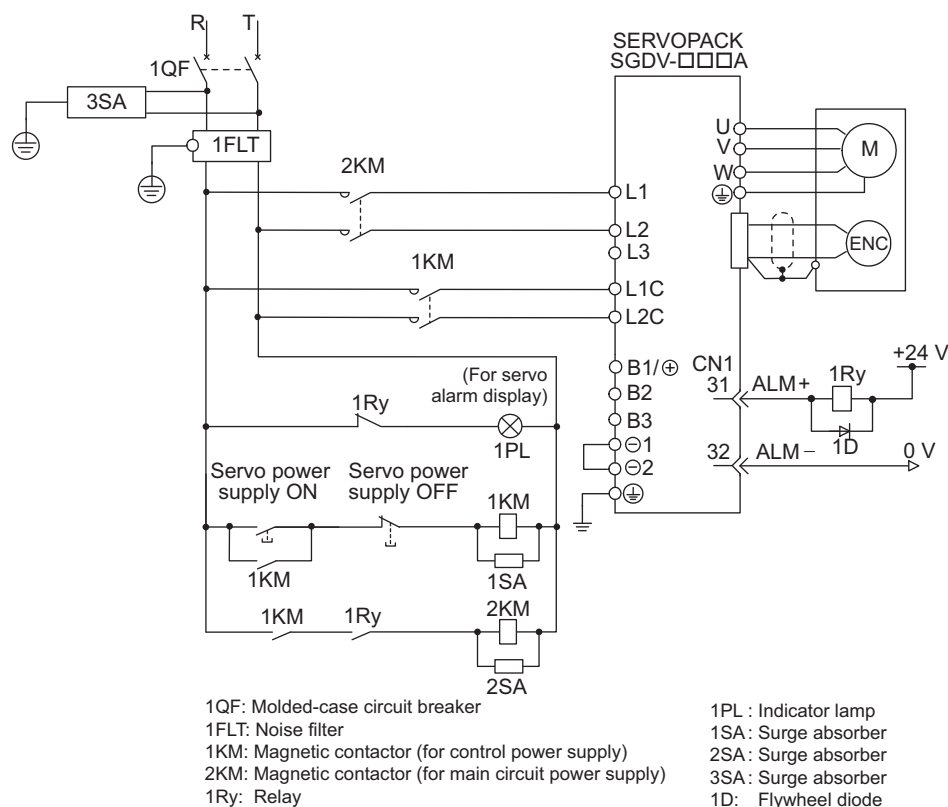 R T
SERVOPACK
SGDV-□□□A
1QF
3SA
1FLT
U
V
M
2KM
W
L1
L2
ENC
L3
1KM
L1C
L2C
+24 V
B1/⊕ CN1
(For servo
alarm display)
31 ALM+ 1Ry
1Ry
B2
B3
1PL
1D
⊖1
32 ALM− 0 V
⊖2
Servo power
supply ON
Servo power
supply OFF
1KM
1KM
1SA
1KM 1Ry 2KM
2SA
1QF: Molded-case circuit breaker
1FLT: Noise filter
1KM: Magnetic contactor (for control power supply)
2KM: Magnetic contactor (for main circuit power supply)
1Ry: Relay
1PL : Indicator lamp
1SA : Surge absorber
2SA : Surge absorber
3SA : Surge absorber
1D: Flywheel diode